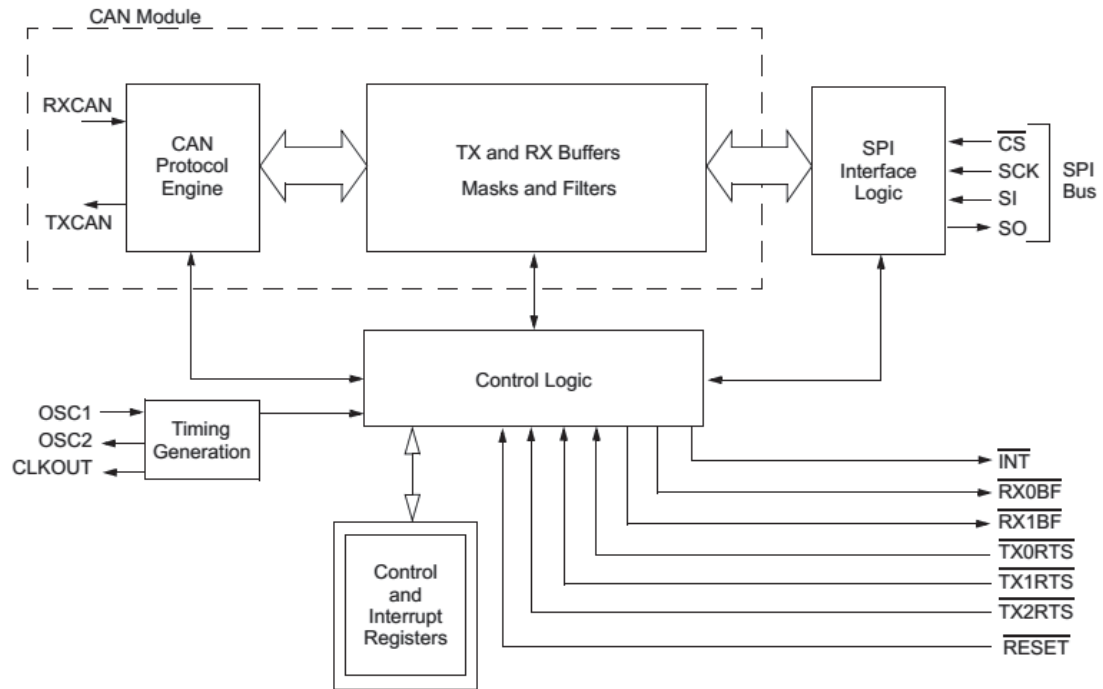 CAN Module
RXCAN
TXCAN
CAN
Protocol
Engine
TX and RX Buffers
Masks and Filters
SPI
Interface
Logic
CS
SCK
SI
SO
SPI
Bus
Control Logic
OSC1
OSC2
CLKOUT
Timing
Generation
INT
RX0BF
RX1BF
TX0RTS
TX1RTS
TX2RTS
RESET
Control
and
Interrupt
Registers